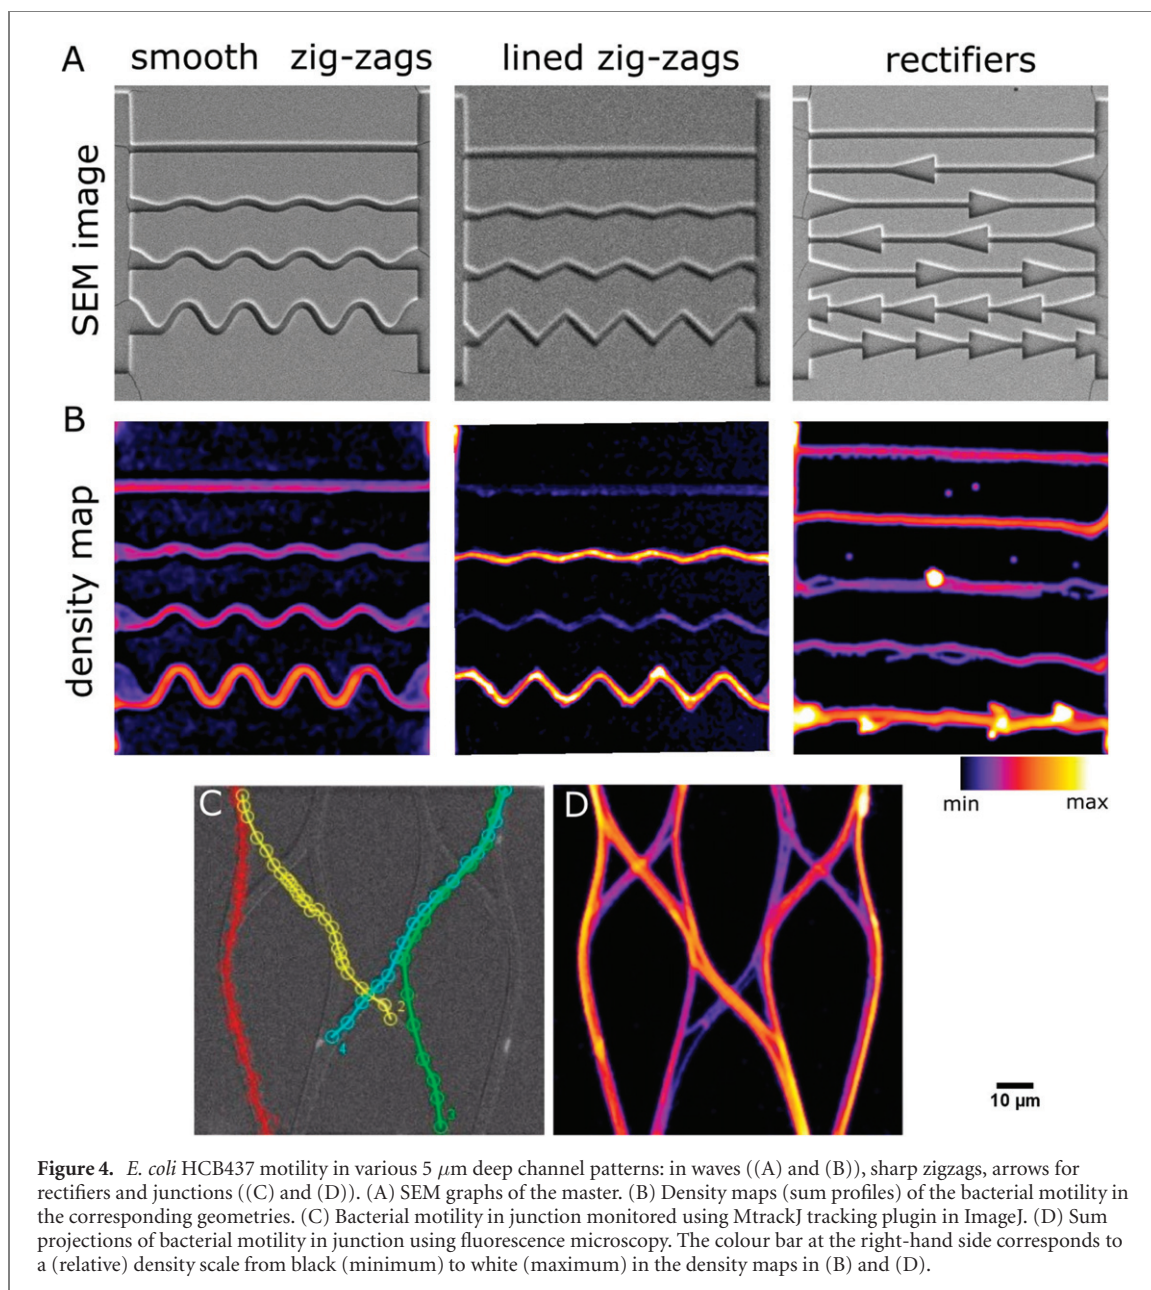 A
smooth zig-zags
lined zig-zags
rectifiers
SEM image
B
density map
min
max
C
D
2
4
3
10 μm
Figure 4. E. coli HCB437 motility in various 5 μm deep channel patterns: in waves ((A) and (B)), sharp zigzags, arrows for
rectifiers and junctions ((C) and (D)). (A) SEM graphs of the master. (B) Density maps (sum profiles) of the bacterial motility in
the corresponding geometries. (C) Bacterial motility in junction monitored using MtrackJ tracking plugin in ImageJ. (D) Sum
projections of bacterial motility in junction using fluorescence microscopy. The colour bar at the right-hand side corresponds to
a (relative) density scale from black (minimum) to white (maximum) in the density maps in (B) and (D).